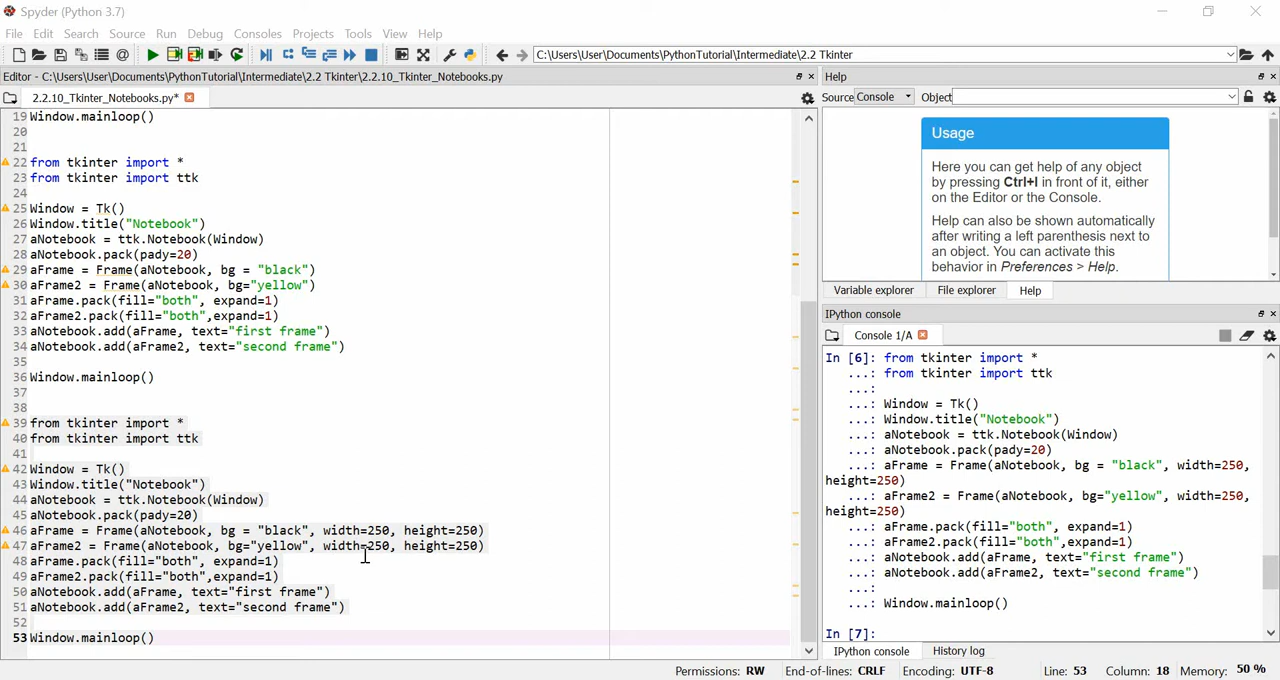 Spyder (Python 3.7)
File Edit Search Source Run Debug Consoles Projects Tools View Help
C:\Users\User\Documents\PythonTutorial\Intermediate\2.2 Tkinter
Editor - C:\Users\User\Documents\PythonTutorial\Intermediate\2.2 Tkinter\2.2.10_Tkinter_Notebooks.py
2.2.10_Tkinter_Notebooks.py*
19 Window.mainloop()
20
21
22 from tkinter import *
23 from tkinter import ttk
24
25 Window = Tk()
26 Window.title("Notebook")
27 aNotebook = ttk.Notebook(Window)
28 aNotebook.pack(pady=20)
29 aFrame = Frame(aNotebook, bg = "black")
30 aFrame2 = Frame(aNotebook, bg="yellow")
31 aFrame.pack(fill="both", expand=1)
32 aFrame2.pack(fill="both",expand=1)
33 aNotebook.add(aFrame, text="first frame")
34 aNotebook.add(aFrame2, text="second frame")
35
36 Window.mainloop()
37
38
39 from tkinter import *
40 from tkinter import ttk
41
42 Window = Tk()
43 Window.title("Notebook")
44 aNotebook = ttk.Notebook(Window)
45 aNotebook.pack(pady=20)
46 aFrame = Frame(aNotebook, bg = "black", width=250, height=250)
47 aFrame2 = Frame(aNotebook, bg="yellow", width=250, height=250)
48 aFrame.pack(fill="both", expand=1)
49 aFrame2.pack(fill="both",expand=1)
50 aNotebook.add(aFrame, text="first frame")
51 aNotebook.add(aFrame2, text="second frame")
52
53 Window.mainloop()
Help
Source Console Object
Usage
Here you can get help of any object
by pressing Ctrl+I in front of it, either
on the Editor or the Console.
Help can also be shown automatically
after writing a left parenthesis next to
an object. You can activate this
behavior in Preferences > Help.
Variable explorer File explorer Help
IPython console
Console 1/A
In [6]: from tkinter import *
...: from tkinter import ttk
...:
...: Window = Tk()
...: Window.title("Notebook")
...: aNotebook = ttk.Notebook(Window)
...: aNotebook.pack(pady=20)
...: aFrame = Frame(aNotebook, bg = "black", width=250,
height=250)
...: aFrame2 = Frame(aNotebook, bg="yellow", width=250,
height=250)
...: aFrame.pack(fill="both", expand=1)
...: aFrame2.pack(fill="both",expand=1)
...: aNotebook.add(aFrame, text="first frame")
...: aNotebook.add(aFrame2, text="second frame")
...:
...: Window.mainloop()
In [7]:
IPython console History log
Permissions: RW End-of-lines: CRLF Encoding: UTF-8 Line: 53 Column: 18 Memory: 50 %